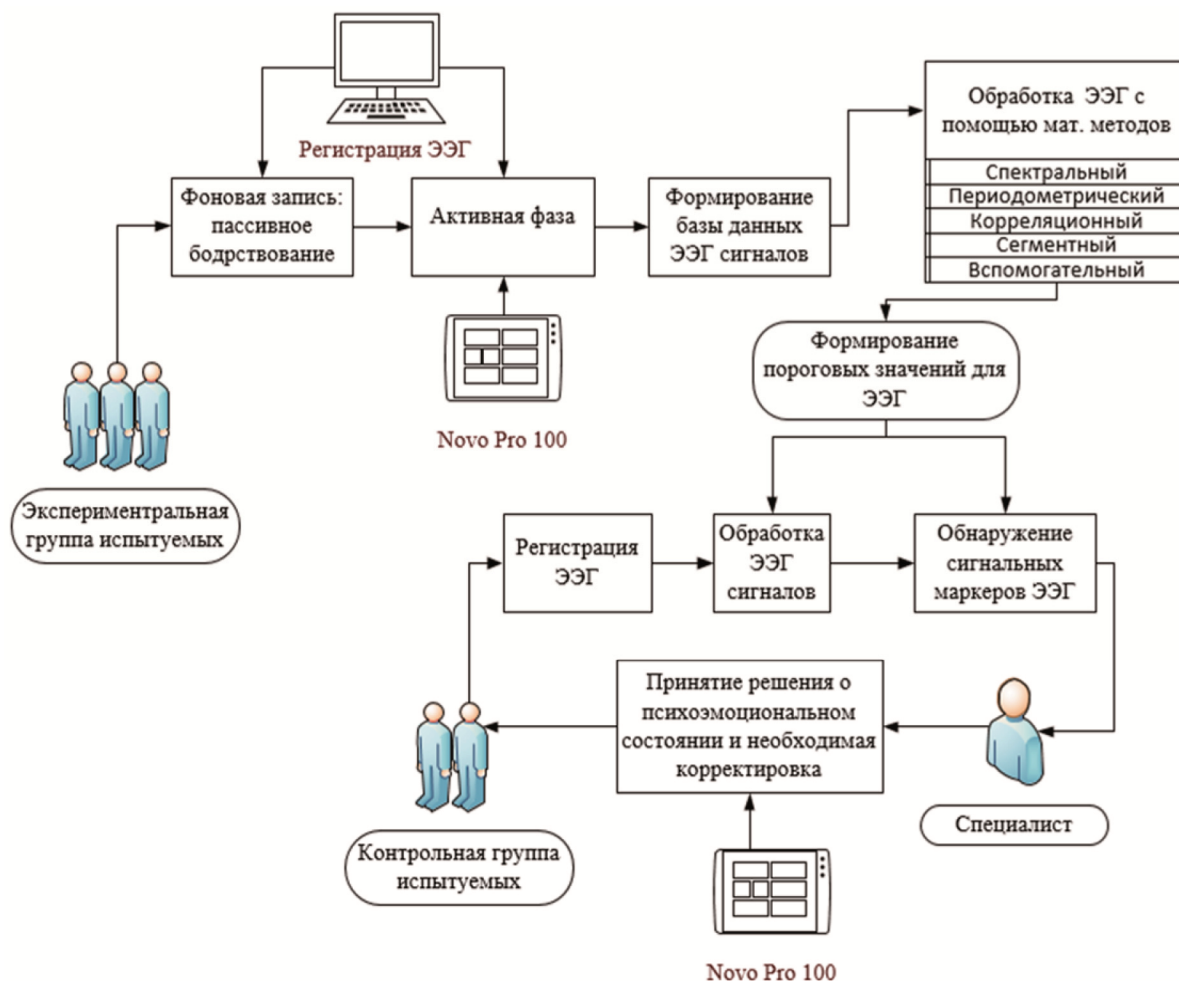 Регистрация ЭЭГ
Обработка ЭЭГ с
помощью мат. методов
Спектральный
Периодометрический
Корреляционный
Сегментный
Вспомогательный
Фоновая запись:
пассивное
бодрствование
Активная фаза
Формирование
базы данных
ЭЭГ сигналов
Novo Pro 100
Экспериментральная
группа испытуемых
Формирование
пороговых значений для
ЭЭГ
Регистрация
ЭЭГ
Обработка
ЭЭГ
сигналов
Обнаружение
сигнальных
маркеров ЭЭГ
Принятие решения о
психоэмоциональном
состоянии и необходимая
корректировка
Специалист
Контрольная группа
испытуемых
Novo Pro 100